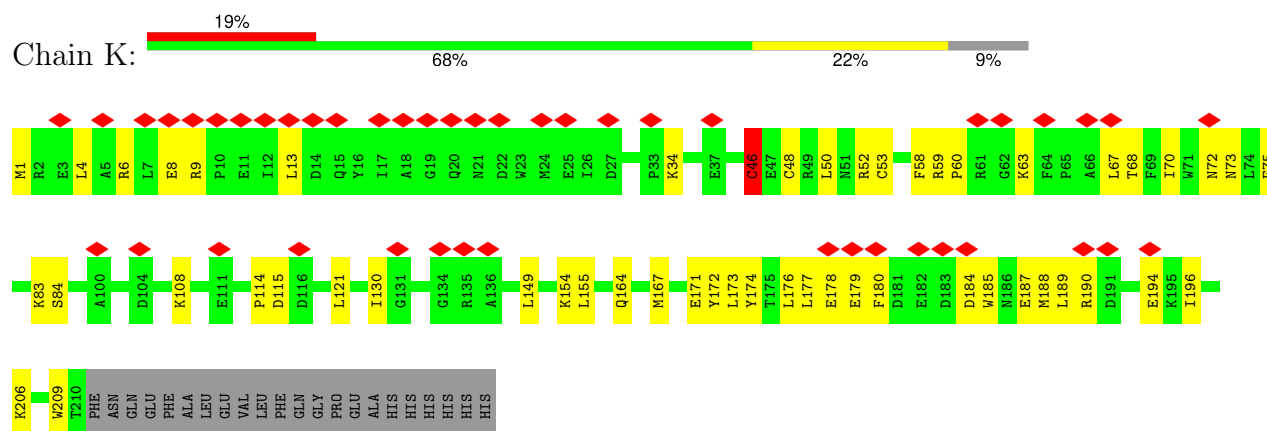 19%
Chain K:
68% 22% 9%
M1 R2 E3 L4 A5 R6 L7 E8 R9 P10 E11 I12 L13 D14 Q15 Y16 I17 A18 G19 Q20 N21 D22 W23 M24 E25 I26 D27 P33 K34 E37 C46 E47 C48 R49 L50 N51 R52 C53 F58 R59 P60 R61 G62 K63 F64 P65 A66 L67 T68 F69 I70 W71 N72 N73 L74
K83 S84 A100 D104 K108 E111 P114 D115 D116 L121 I130 G131 G134 R135 A136 L149 K154 L155 Q164 M167 E171 Y172 L173 Y174 T175 L176 L177 E178 E179 F180 D181 E182 D183 D184 W185 N186 E187 M188 L189 R190 D191 E194 K195 I196
K206 W209 T210 PHE ASN GLN GLU PHE ALA LEU GLU VAL LEU PHE GLN GLY PRO GLU ALA HIS HIS HIS HIS HIS HIS